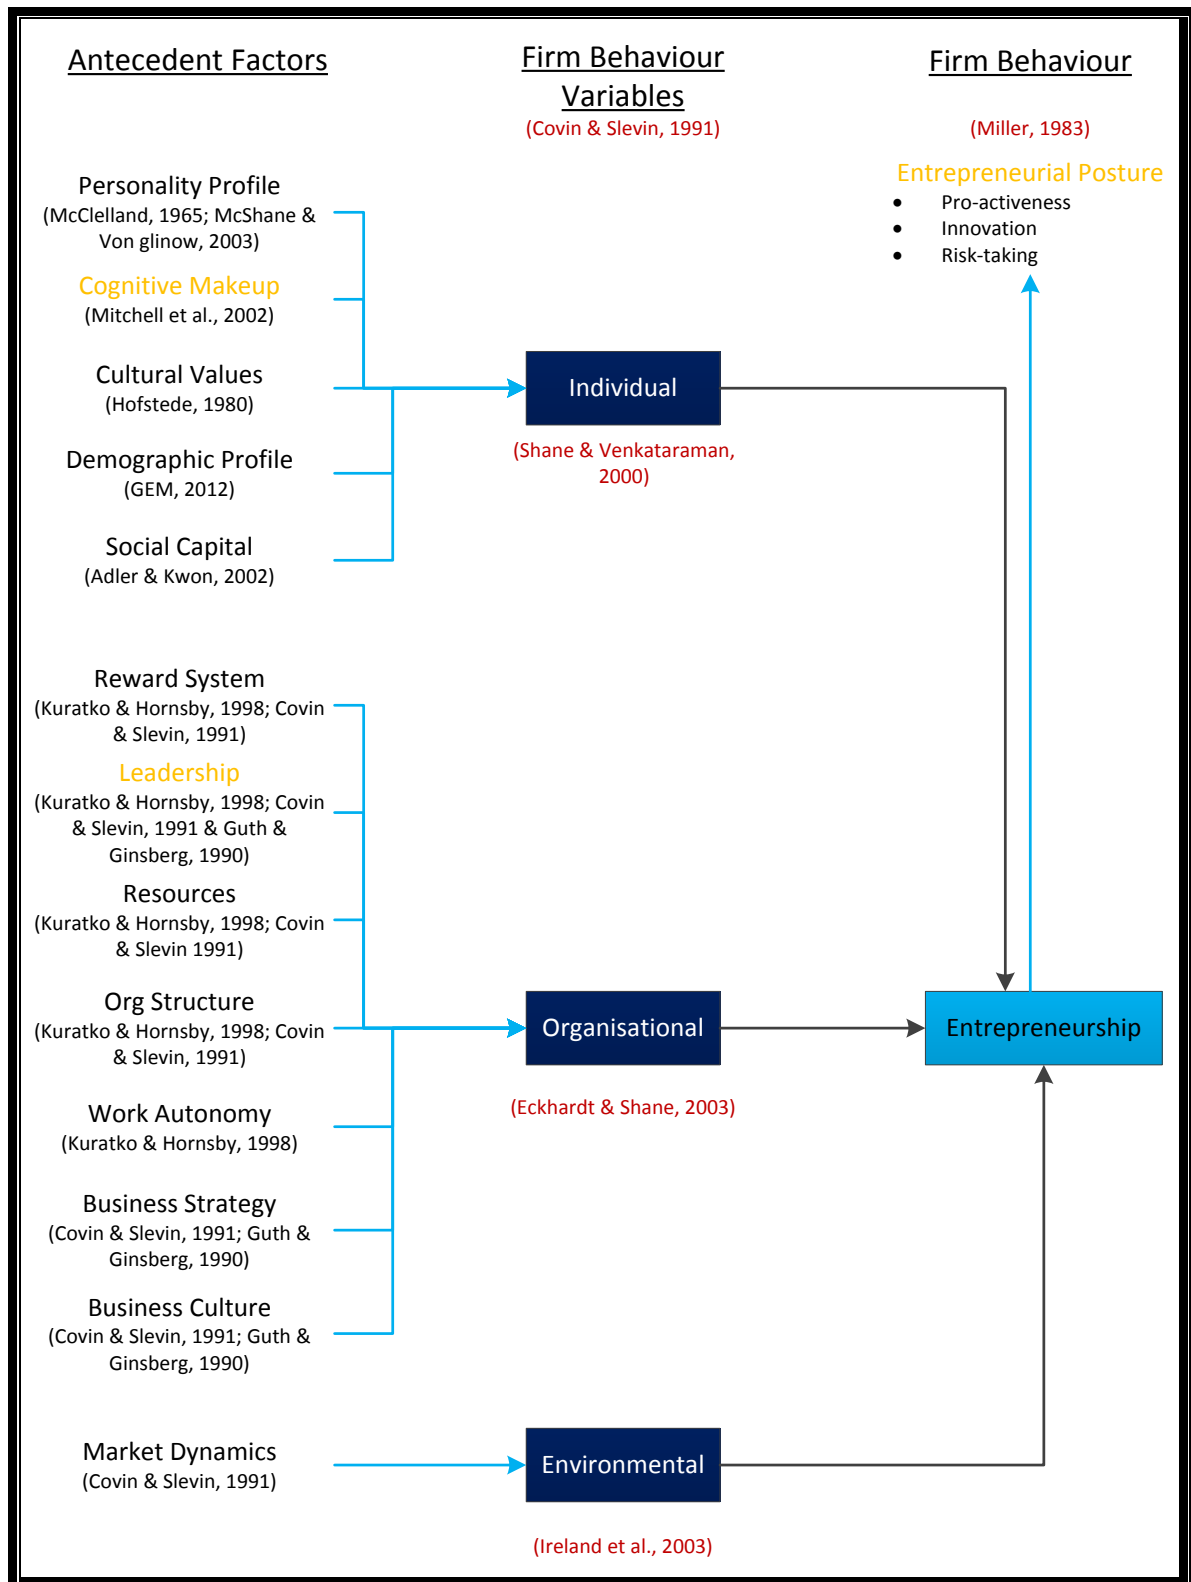 Antecedent Factors
Firm Behaviour
Variables
(Covin & Slevin, 1991)
Firm Behaviour
(Miller, 1983)
Entrepreneurial Posture
• Pro-activeness
• Innovation
• Risk-taking
Personality Profile
(McClelland, 1965; McShane &
Von glinow, 2003)
Cognitive Makeup
(Mitchell et al., 2002)
Cultural Values
(Hofstede, 1980)
Demographic Profile
(GEM, 2012)
Social Capital
(Adler & Kwon, 2002)
Individual
(Shane & Venkataraman,
2000)
Reward System
(Kuratko & Hornsby, 1998; Covin
& Slevin, 1991)
Leadership
(Kuratko & Hornsby, 1998; Covin
& Slevin, 1991 & Guth &
Ginsberg, 1990)
Resources
(Kuratko & Hornsby, 1998; Covin
& Slevin 1991)
Org Structure
(Kuratko & Hornsby, 1998; Covin
& Slevin, 1991)
Work Autonomy
(Kuratko & Hornsby, 1998)
Business Strategy
(Covin & Slevin, 1991; Guth &
Ginsberg, 1990)
Business Culture
(Covin & Slevin, 1991; Guth &
Ginsberg, 1990)
Organisational
(Eckhardt & Shane, 2003)
Entrepreneurship
Market Dynamics
(Covin & Slevin, 1991)
Environmental
(Ireland et al., 2003)